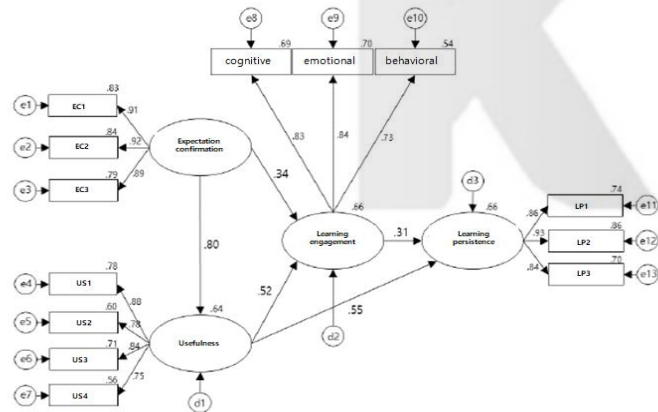 e8
e9
e10
.69
.70
.54
cognitive
emotional
behavioral
.83
e1
EC1
.91
.84
e2
EC2
.92
.79
e3
EC3
.89
Expectation
confirmation
.83
.84
.73
.34
d3
.66
Learning
engagement
.31
.66
Learning
persistence
.74
.86
LP1
e11
.86
.93
LP2
e12
.70
.84
LP3
e13
.80
.78
e4
US1
.88
.60
e5
US2
.78
.71
e6
US3
.84
.56
e7
US4
.75
.64
Usefulness
.52
.55
d2
d1